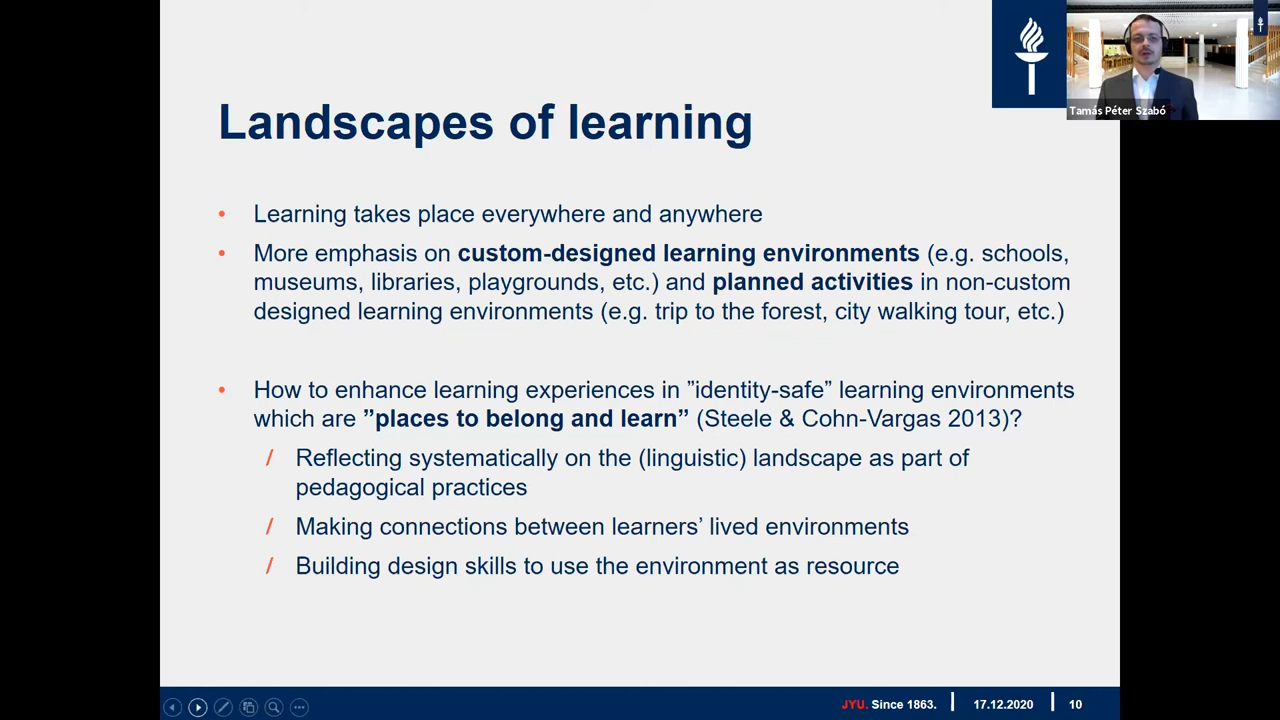 Tamás Péter Szabó
Landscapes of learning
• Learning takes place everywhere and anywhere
• More emphasis on custom-designed learning environments (e.g. schools,
museums, libraries, playgrounds, etc.) and planned activities in non-custom
designed learning environments (e.g. trip to the forest, city walking tour, etc.)
• How to enhance learning experiences in ”identity-safe” learning environments
which are ”places to belong and learn” (Steele & Cohn-Vargas 2013)?
/ Reflecting systematically on the (linguistic) landscape as part of
pedagogical practices
/ Making connections between learners’ lived environments
/ Building design skills to use the environment as resource
JYU. Since 1863. | 17.12.2020 | 10